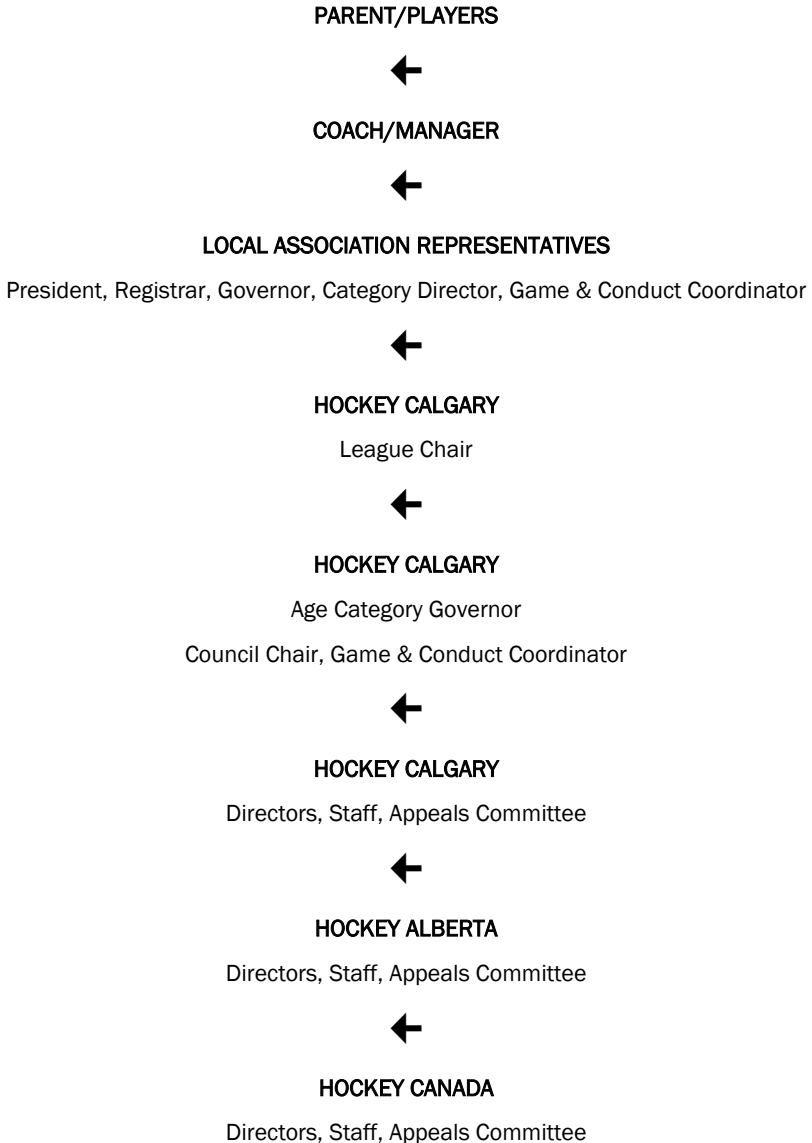 PARENT/PLAYERS
COACH/MANAGER
LOCAL ASSOCIATION REPRESENTATIVES
President, Registrar, Governor, Category Director, Game & Conduct Coordinator
HOCKEY CALGARY
League Chair
HOCKEY CALGARY
Age Category Governor
Council Chair, Game & Conduct Coordinator
HOCKEY CALGARY
Directors, Staff, Appeals Committee
HOCKEY ALBERTA
Directors, Staff, Appeals Committee
HOCKEY CANADA
Directors, Staff, Appeals Committee